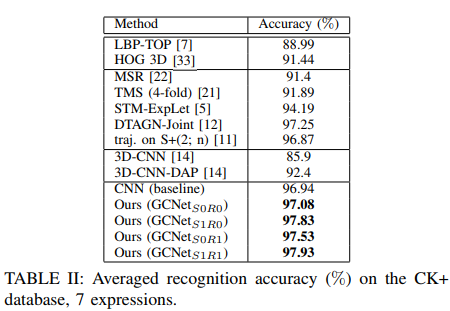 Method Accuracy (%)
LBP-TOP [7] 88.99
HOG 3D [33] 91.44
MSR [22] 91.4
TMS (4-fold) [21] 91.89
STM-ExpLet [5] 94.19
DTAGN-Joint [12] 97.25
traj. on S+(2; n) [11] 96.87
3D-CNN [14] 85.9
3D-CNN-DAP [14] 92.4
CNN (baseline) 96.94
Ours (GCNetS0R0) 97.08
Ours (GCNetS1R0) 97.83
Ours (GCNetS0R1) 97.53
Ours (GCNetS1R1) 97.93
TABLE II: Averaged recognition accuracy (%) on the CK+
database, 7 expressions.